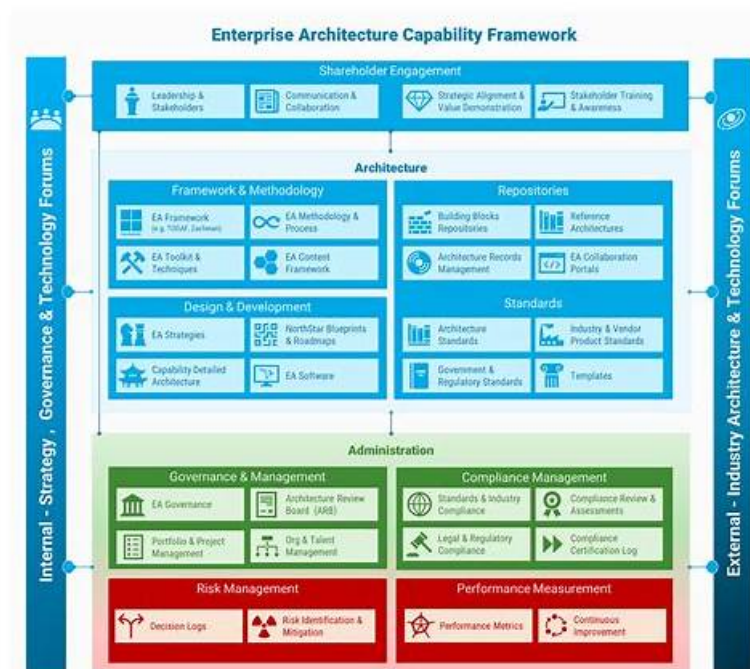 Enterprise Architecture Capability Framework
Internal - Strategy , Governance & Technology Forums
External - Industry Architecture & Technology Forums
Shareholder Engagement
Leadership &
Stakeholders
Communication &
Collaboration
Strategic Alignment &
Value Demonstration
Stakeholder Training
& Awareness
Architecture
Framework & Methodology
EA Framework
(e.g. TOGAF, Zachman)
EA Methodology &
Process
EA Toolkit &
Techniques
EA Content
Framework
Repositories
Building Blocks
Repositories
Reference
Architectures
Architecture Records
Management
EA Collaboration
Portals
Design & Development
EA Strategies
NorthStar Blueprints
& Roadmaps
Capability Detailed
Architecture
EA Software
Standards
Architecture
Standards
Industry & Vendor
Product Standards
Government &
Regulatory Standards
Templates
Administration
Governance & Management
EA Governance
Architecture Review
Board (ARB)
Portfolio & Project
Management
Org & Talent
Management
Compliance Management
Standards & Industry
Compliance
Compliance Review &
Assessments
Legal & Regulatory
Compliance
Compliance
Certification Log
Risk Management
Decision Logs
Risk Identification &
Mitigation
Performance Measurement
Performance Metrics
Continuous
Improvement